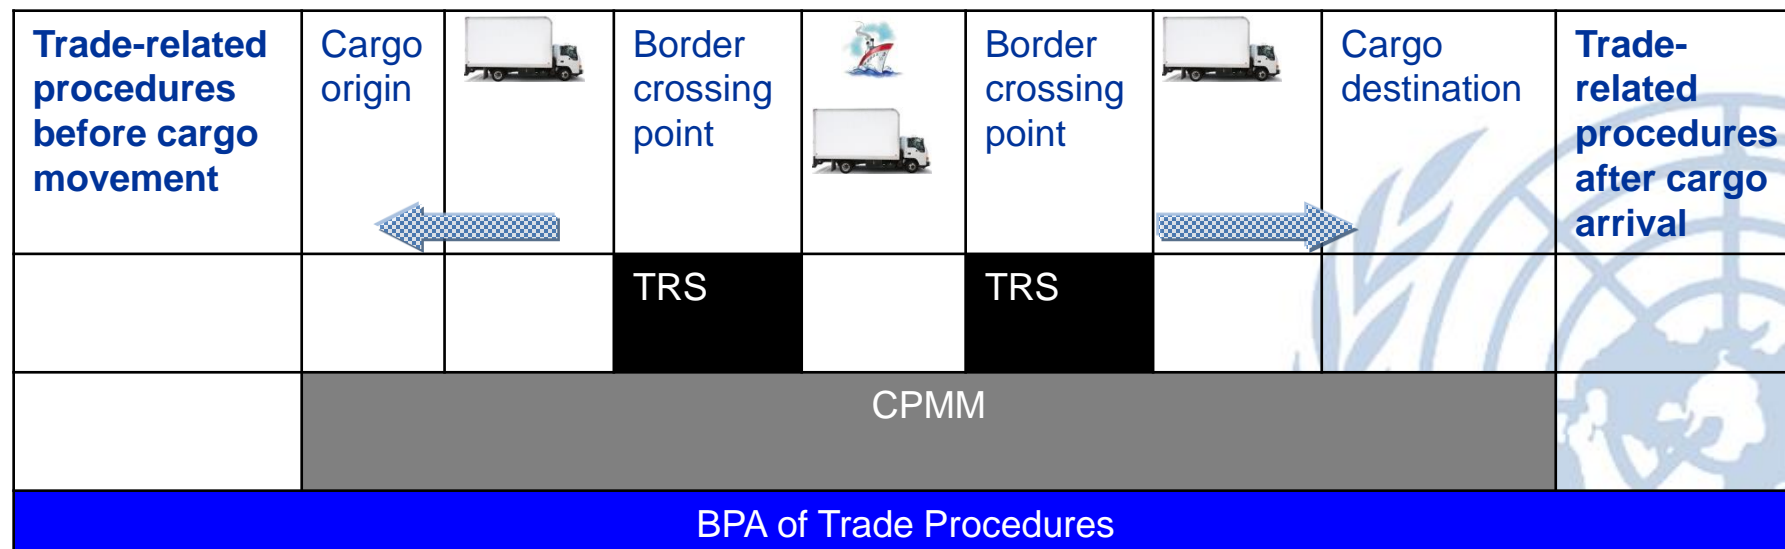 Trade-related
procedures
before cargo
movement
Cargo
origin
Border
crossing
point
Border
crossing
point
Cargo
destination
Trade-
related
procedures
after cargo
arrival
TRS
TRS
CPMM
BPA of Trade Procedures